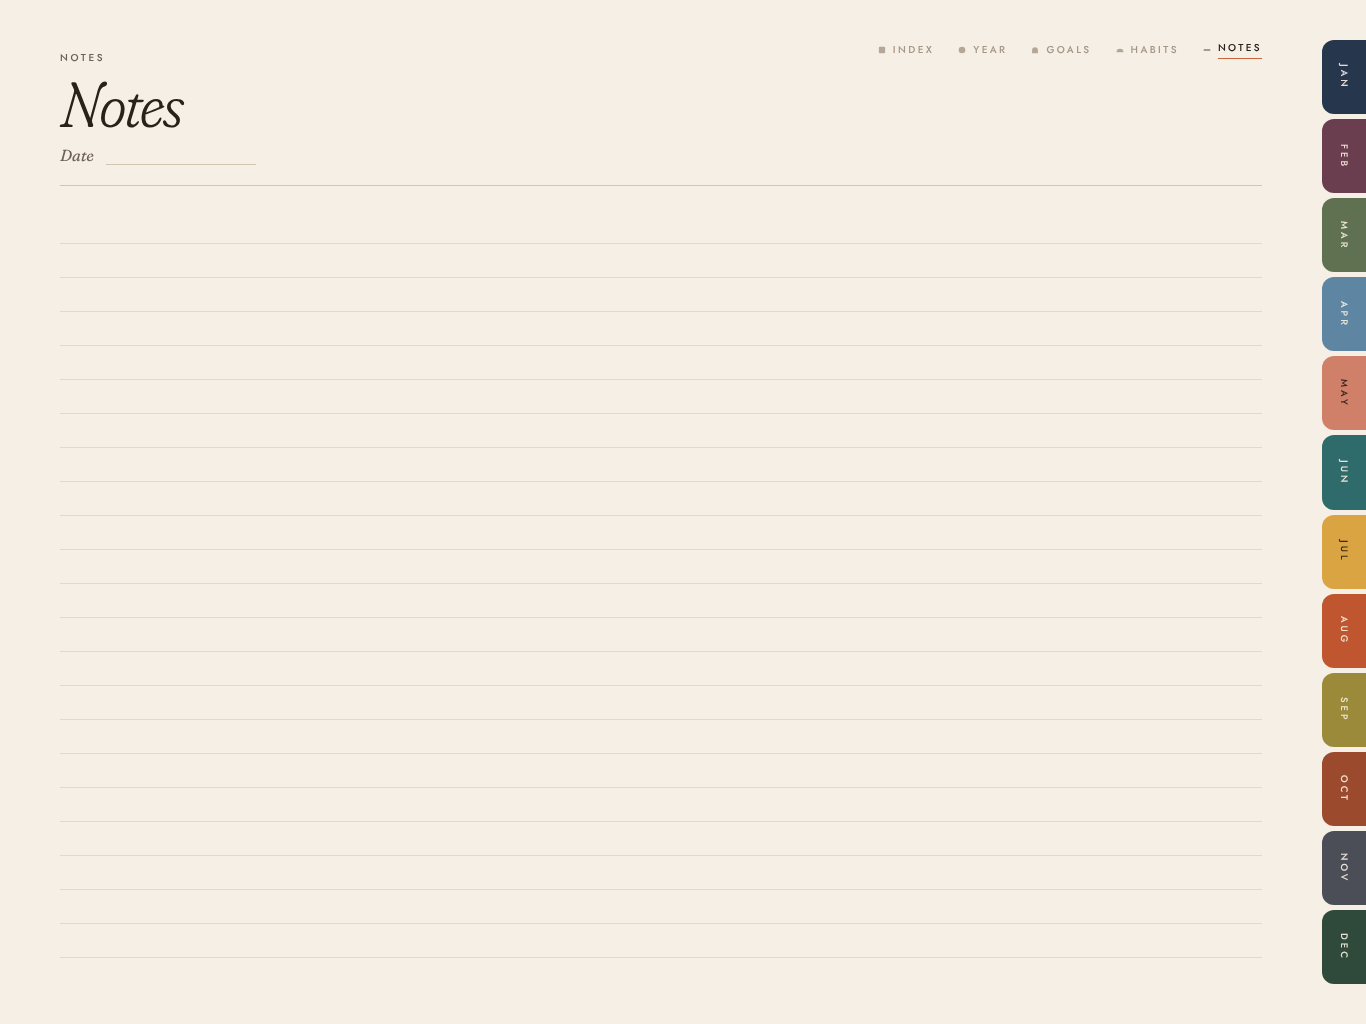 INDEX YEAR GOALS HABITS NOTES
NOTES
Notes
Date
JAN
FEB
MAR
APR
MAY
JUN
JUL
AUG
SEP
OCT
NOV
DEC